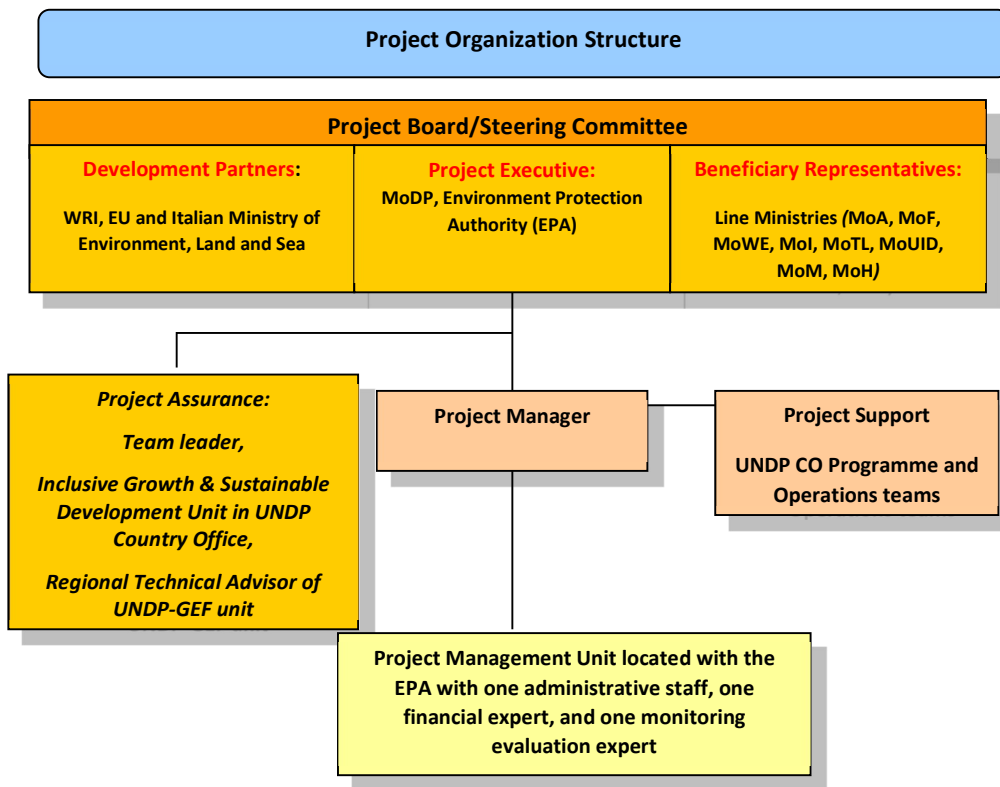 Project Organization Structure
Project Board/Steering Committee
Development Partners:
WRI, EU and Italian Ministry of
Environment, Land and Sea
Project Executive:
MoDP, Environment Protection
Authority (EPA)
Beneficiary Representatives:
Line Ministries (MoA, MoF,
MoWE, MoI, MoTL, MoUID,
MoM, MoH)
Project Assurance:
Team leader,
Inclusive Growth & Sustainable
Development Unit in UNDP
Country Office,
Regional Technical Advisor of
UNDP-GEF unit
Project Manager
Project Support
UNDP CO Programme and
Operations teams
Project Management Unit located with the
EPA with one administrative staff, one
financial expert, and one monitoring
evaluation expert